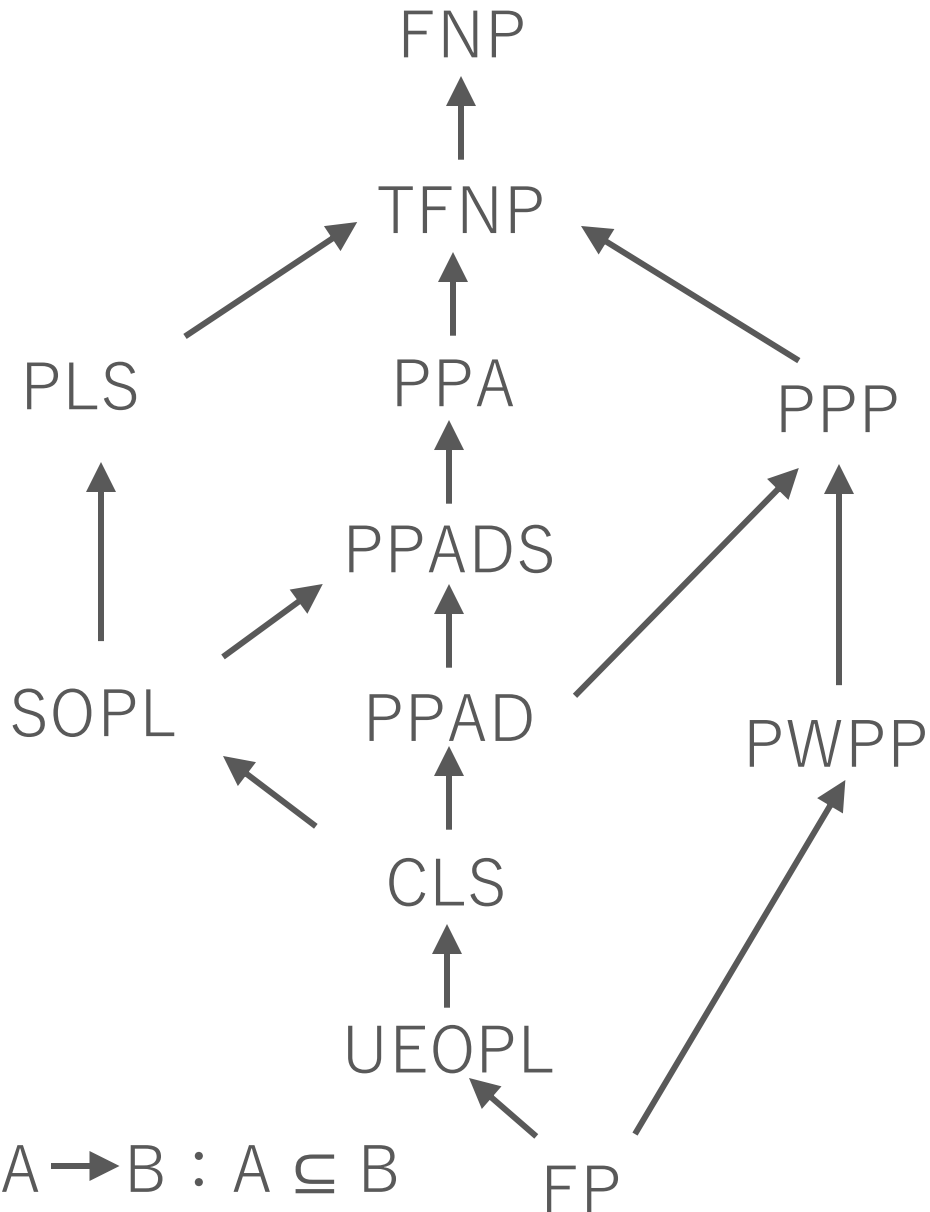 FNP
TFNP
PLS
PPA
PPP
PPADS
SOPL
PPAD
PWPP
CLS
UEOPL
A → B : A ⊆ B
FP